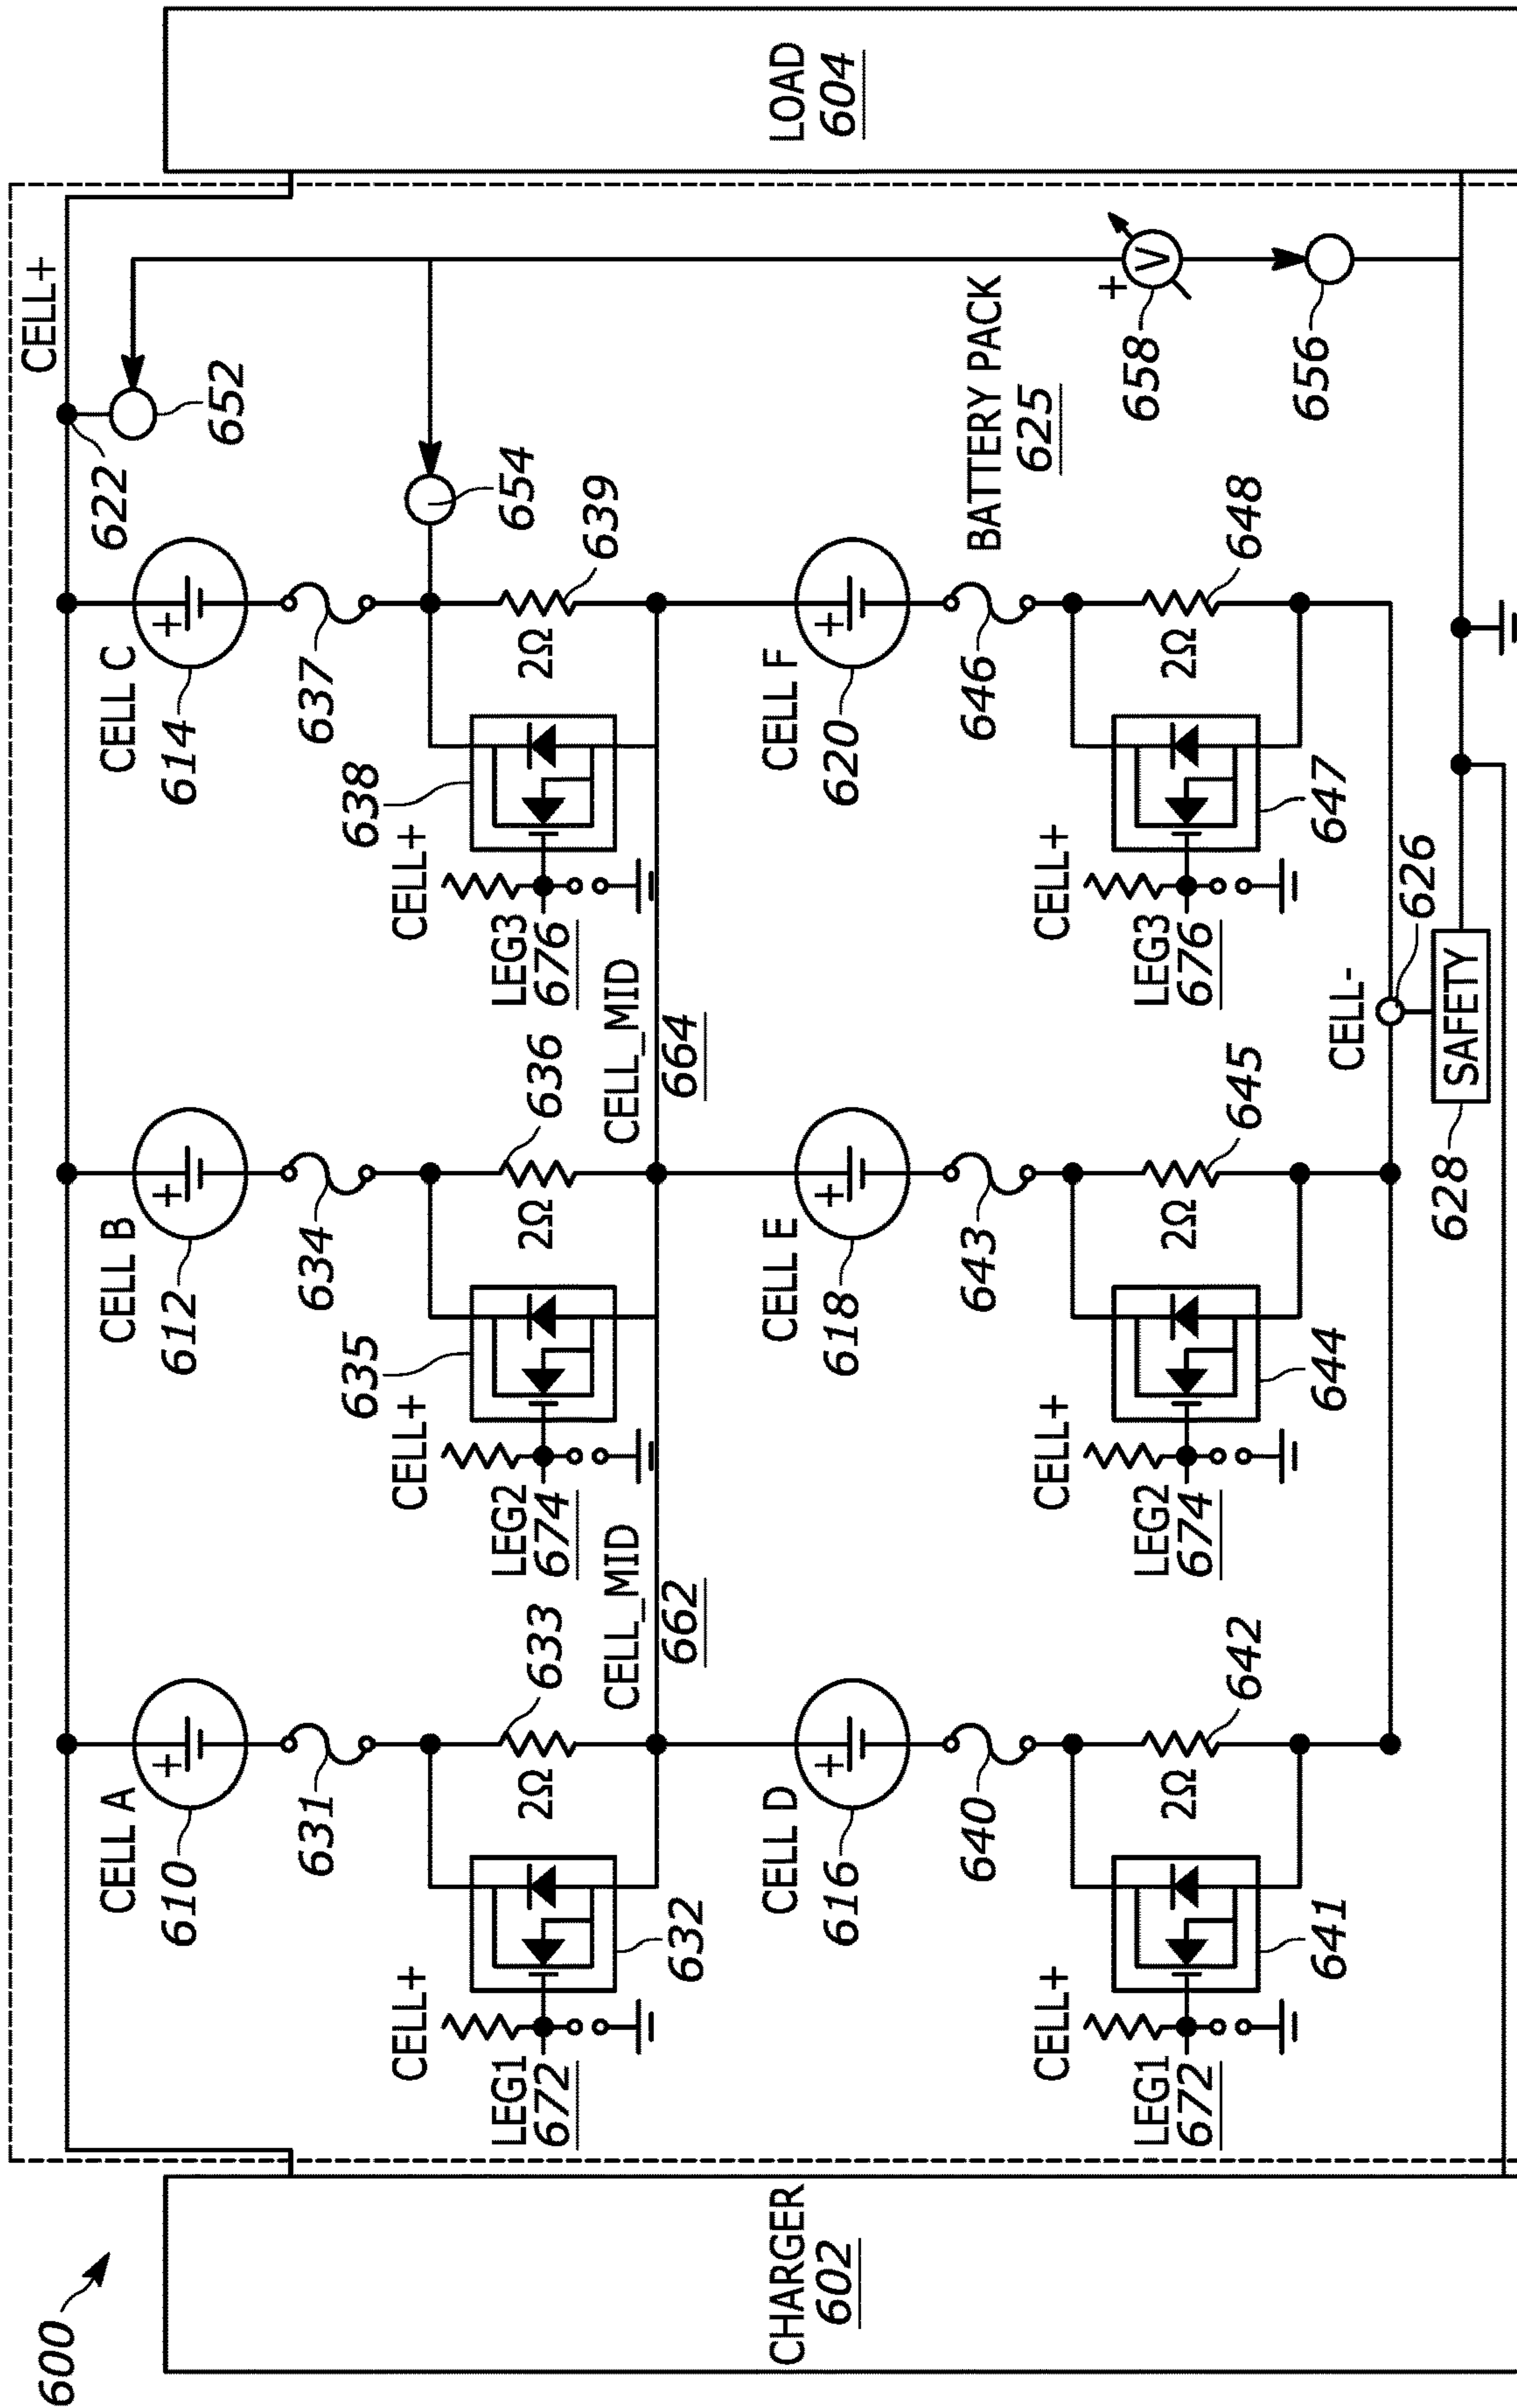 600
CHARGER
602
LOAD
604
CELL+
622
652
CELL A
+
610
631
CELL B
+
612
634
CELL C
+
614
637
654
CELL+
LEG1
672
632
2Ω
633
CELL_MID
662
CELL+
LEG2
674
635
2Ω
636
CELL_MID
664
CELL+
LEG3
676
638
2Ω
639
CELL D
+
616
640
CELL E
+
618
643
CELL F
+
620
646
BATTERY PACK
625
+
V
658
656
CELL+
LEG1
672
641
2Ω
642
CELL+
LEG2
674
644
2Ω
645
CELL+
LEG3
676
647
2Ω
648
CELL-
626
SAFETY
628